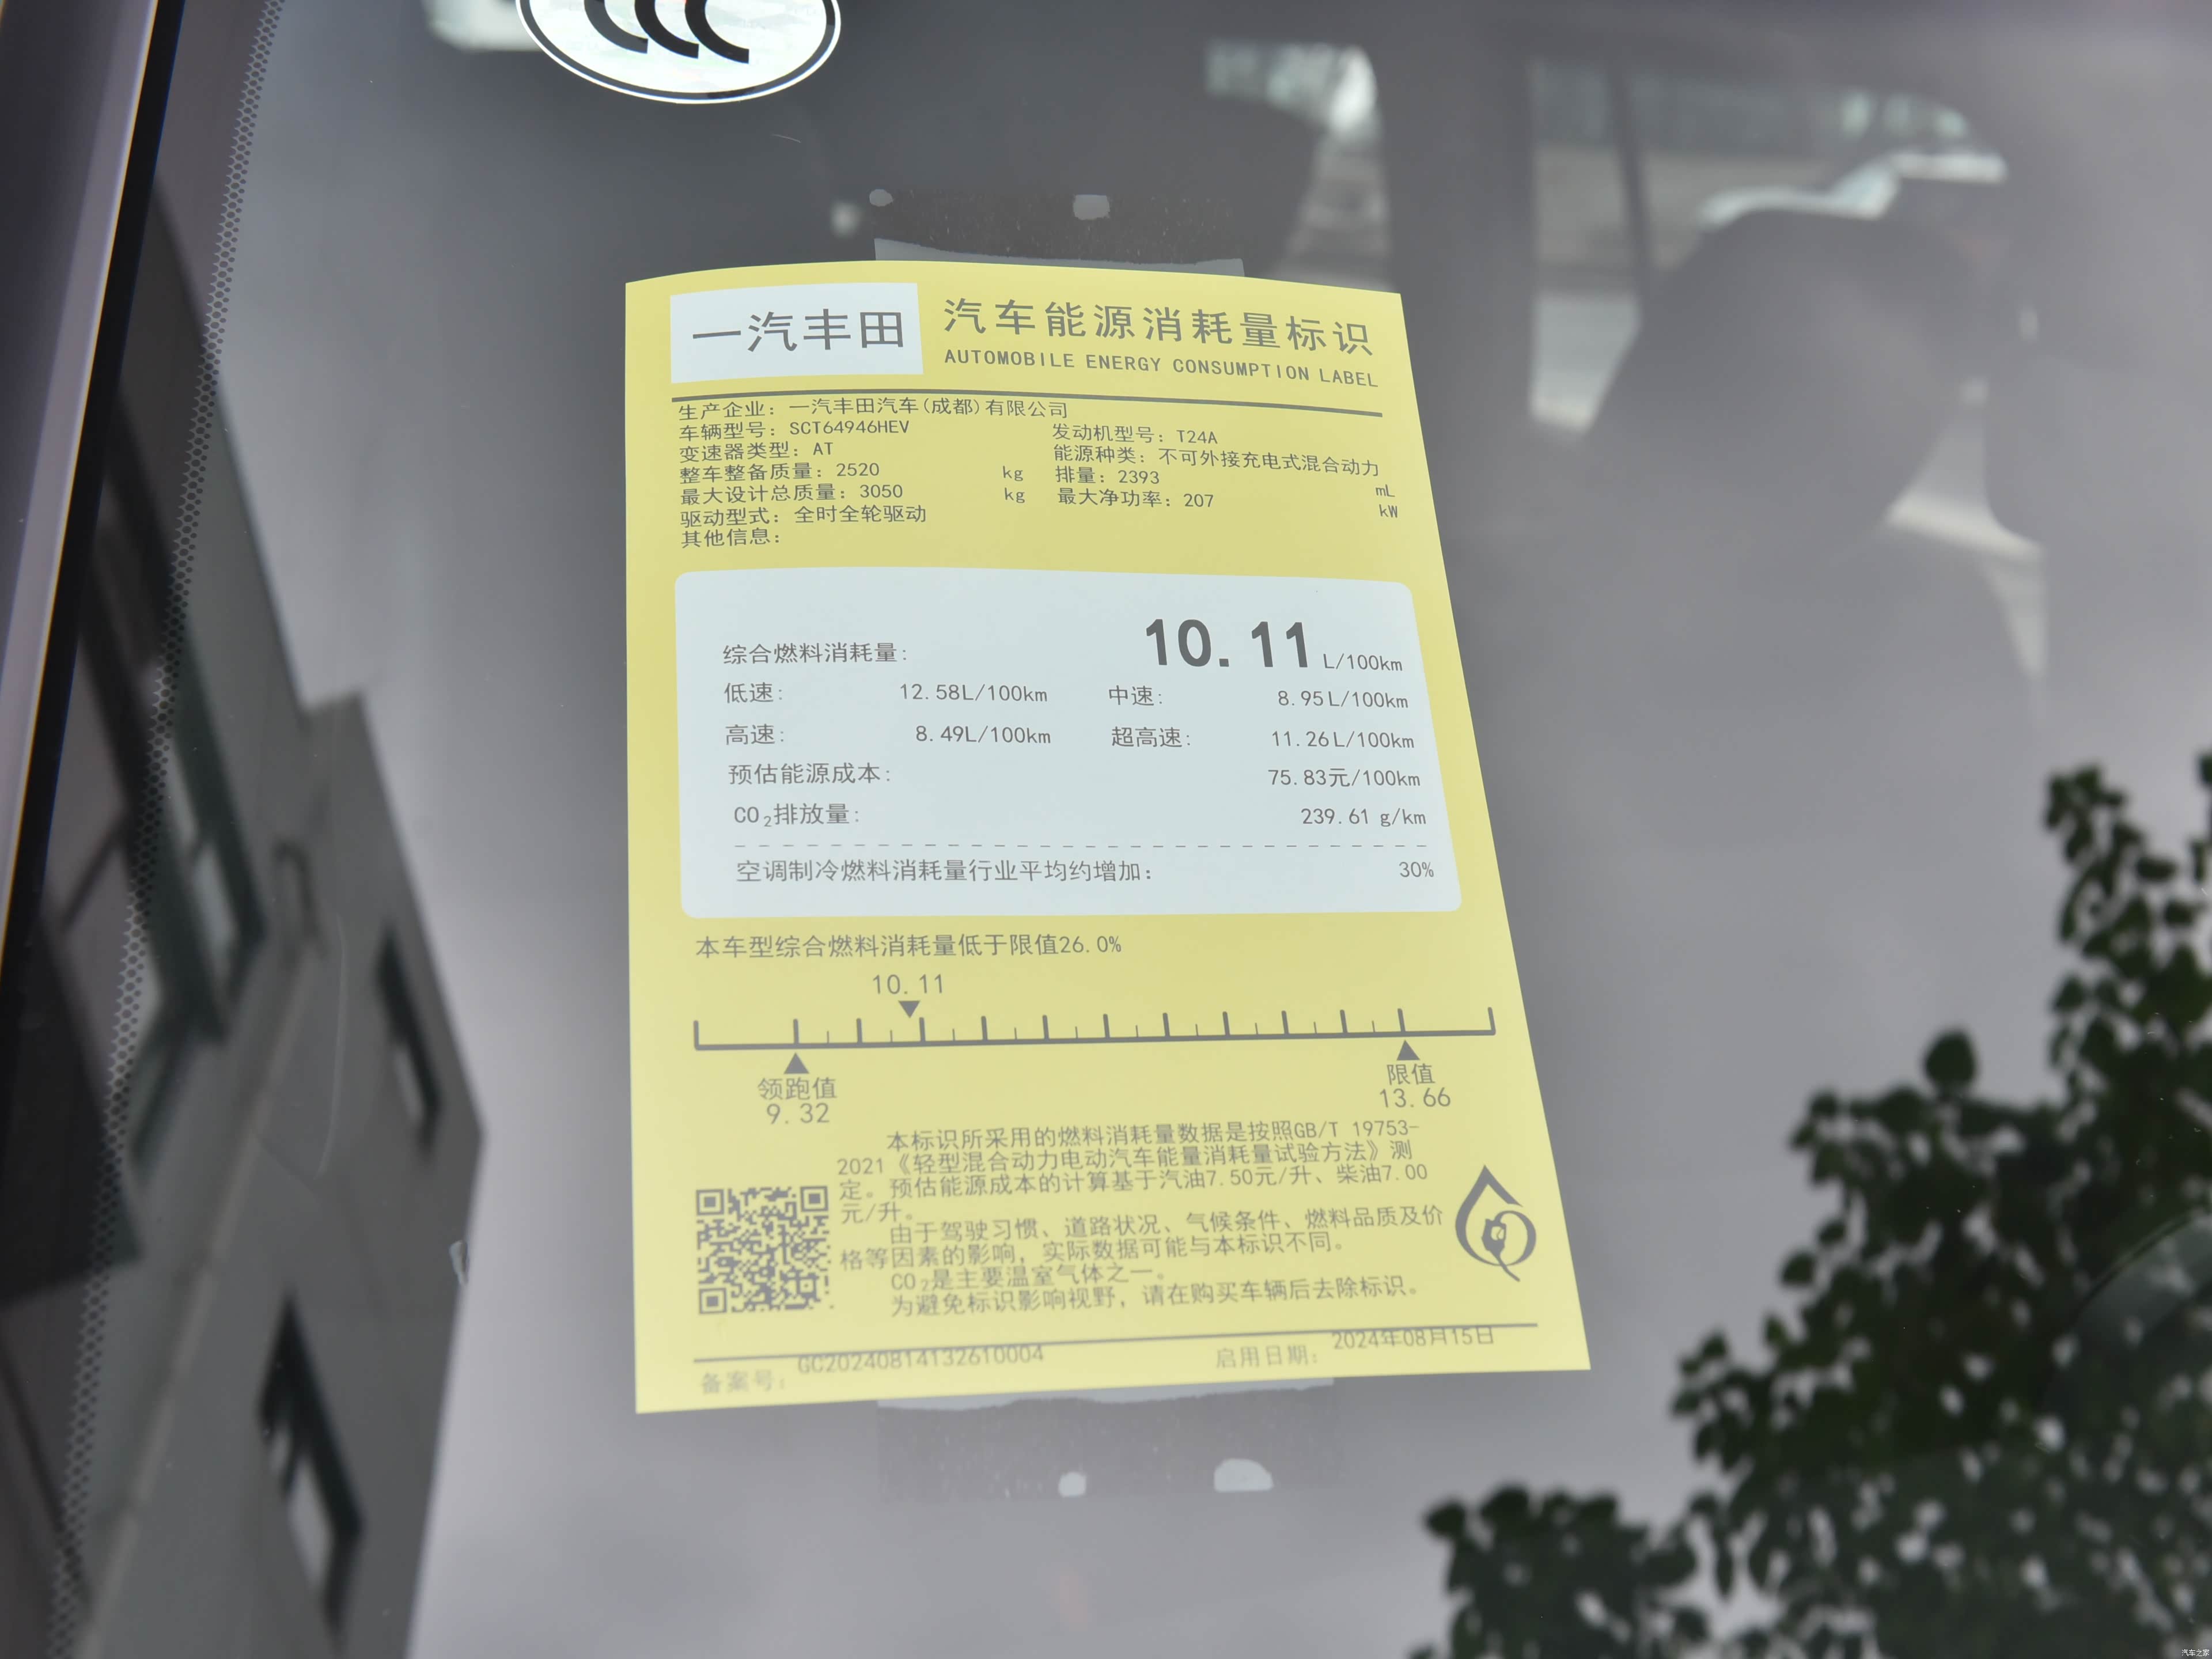 CCC
一汽丰田
汽车能源消耗量标识
AUTOMOBILE ENERGY CONSUMPTION LABEL
生产企业：一汽丰田汽车(成都)有限公司
车辆型号：SCT64946HEV
发动机型号：T24A
变速器类型：AT
能源种类：不可外接充电式混合动力
整车整备质量：2520 kg
排量：2393 mL
最大设计总质量：3050 kg
最大净功率：207 kW
驱动型式：全时全轮驱动
其他信息：
综合燃料消耗量: 10.11 L/100km
低速: 12.58L/100km 中速: 8.95L/100km
高速: 8.49L/100km 超高速: 11.26L/100km
预估能源成本: 75.83元/100km
CO₂排放量: 239.61 g/km
空调制冷燃料消耗量行业平均约增加: 30%
本车型综合燃料消耗量低于限值26.0%
10.11
领跑值
9.32
限值
13.66
本标识所采用的燃料消耗量数据是按照GB/T 19753-
2021《轻型混合动力电动汽车能量消耗量试验方法》测
定。预估能源成本的计算基于汽油7.50元/升、柴油7.00
元/升。
由于驾驶习惯、道路状况、气候条件、燃料品质及价
格等因素的影响，实际数据可能与本标识不同。
CO₂是主要温室气体之一。
为避免标识影响视野，请在购买车辆后去除标识。
备案号：GC20240814132610004 启用日期：2024年08月15日
汽车之家